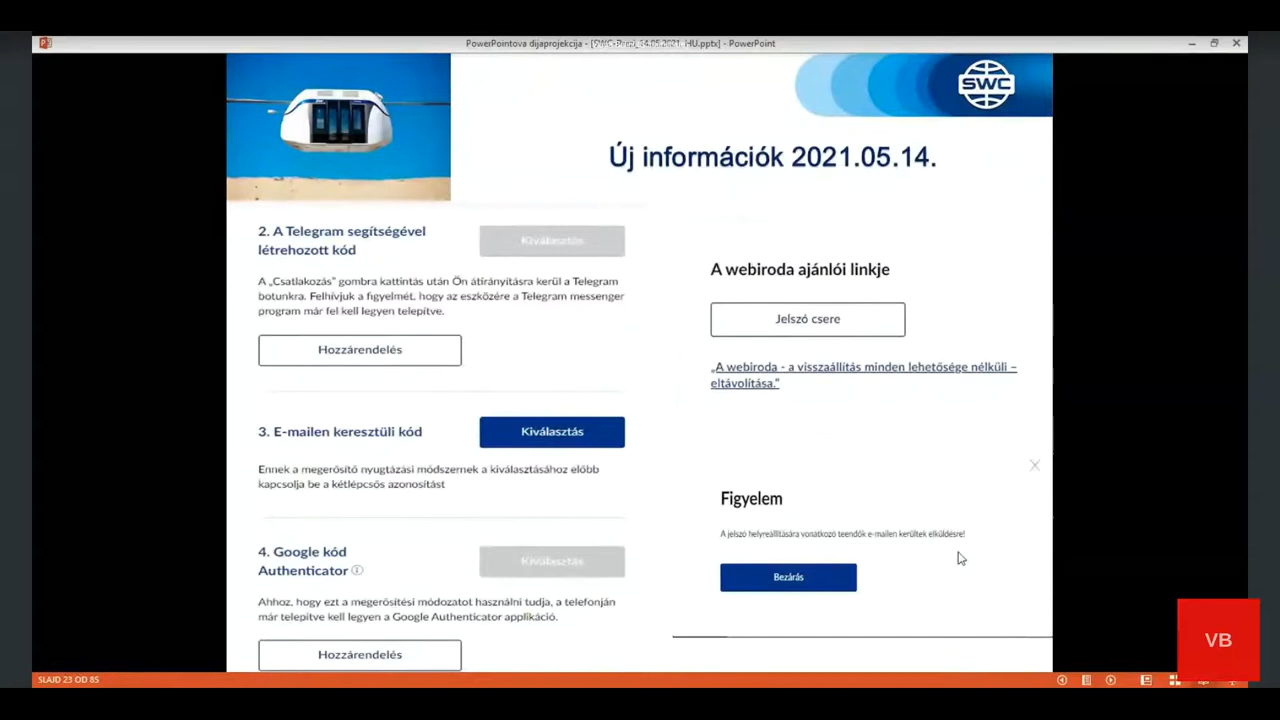 PowerPointova dijaprojekcija - [SWC-Prezi_14.05.2021._HU.pptx] - PowerPoint
SWC
Új információk 2021.05.14.
2. A Telegram segítségével
létrehozott kód
Kiválasztás
A „Csatlakozás” gombra kattintás után Ön átirányításra kerül a Telegram
botunkra. Felhívjuk a figyelmét, hogy az eszközére a Telegram messenger
program már fel kell legyen telepítve.
Hozzárendelés
3. E-mailen keresztüli kód
Kiválasztás
Ennek a megerősítő nyugtázási módszernek a kiválasztásához előbb
kapcsolja be a kétlépcsős azonosítást
4. Google kód
Authenticator
Kiválasztás
Ahhoz, hogy ezt a megerősítési módozatot használni tudja, a telefonján
már telepítve kell legyen a Google Authenticator applikáció.
Hozzárendelés
A webiroda ajánlói linkje
Jelszó csere
„A webiroda - a visszaállítás minden lehetősége nélküli –
eltávolítása.”
Figyelem
A jelszó helyreállítására vonatkozó teendők e-mailen kerültek elküldésre!
Bezárás
VB
SLAJD 23 OD 85